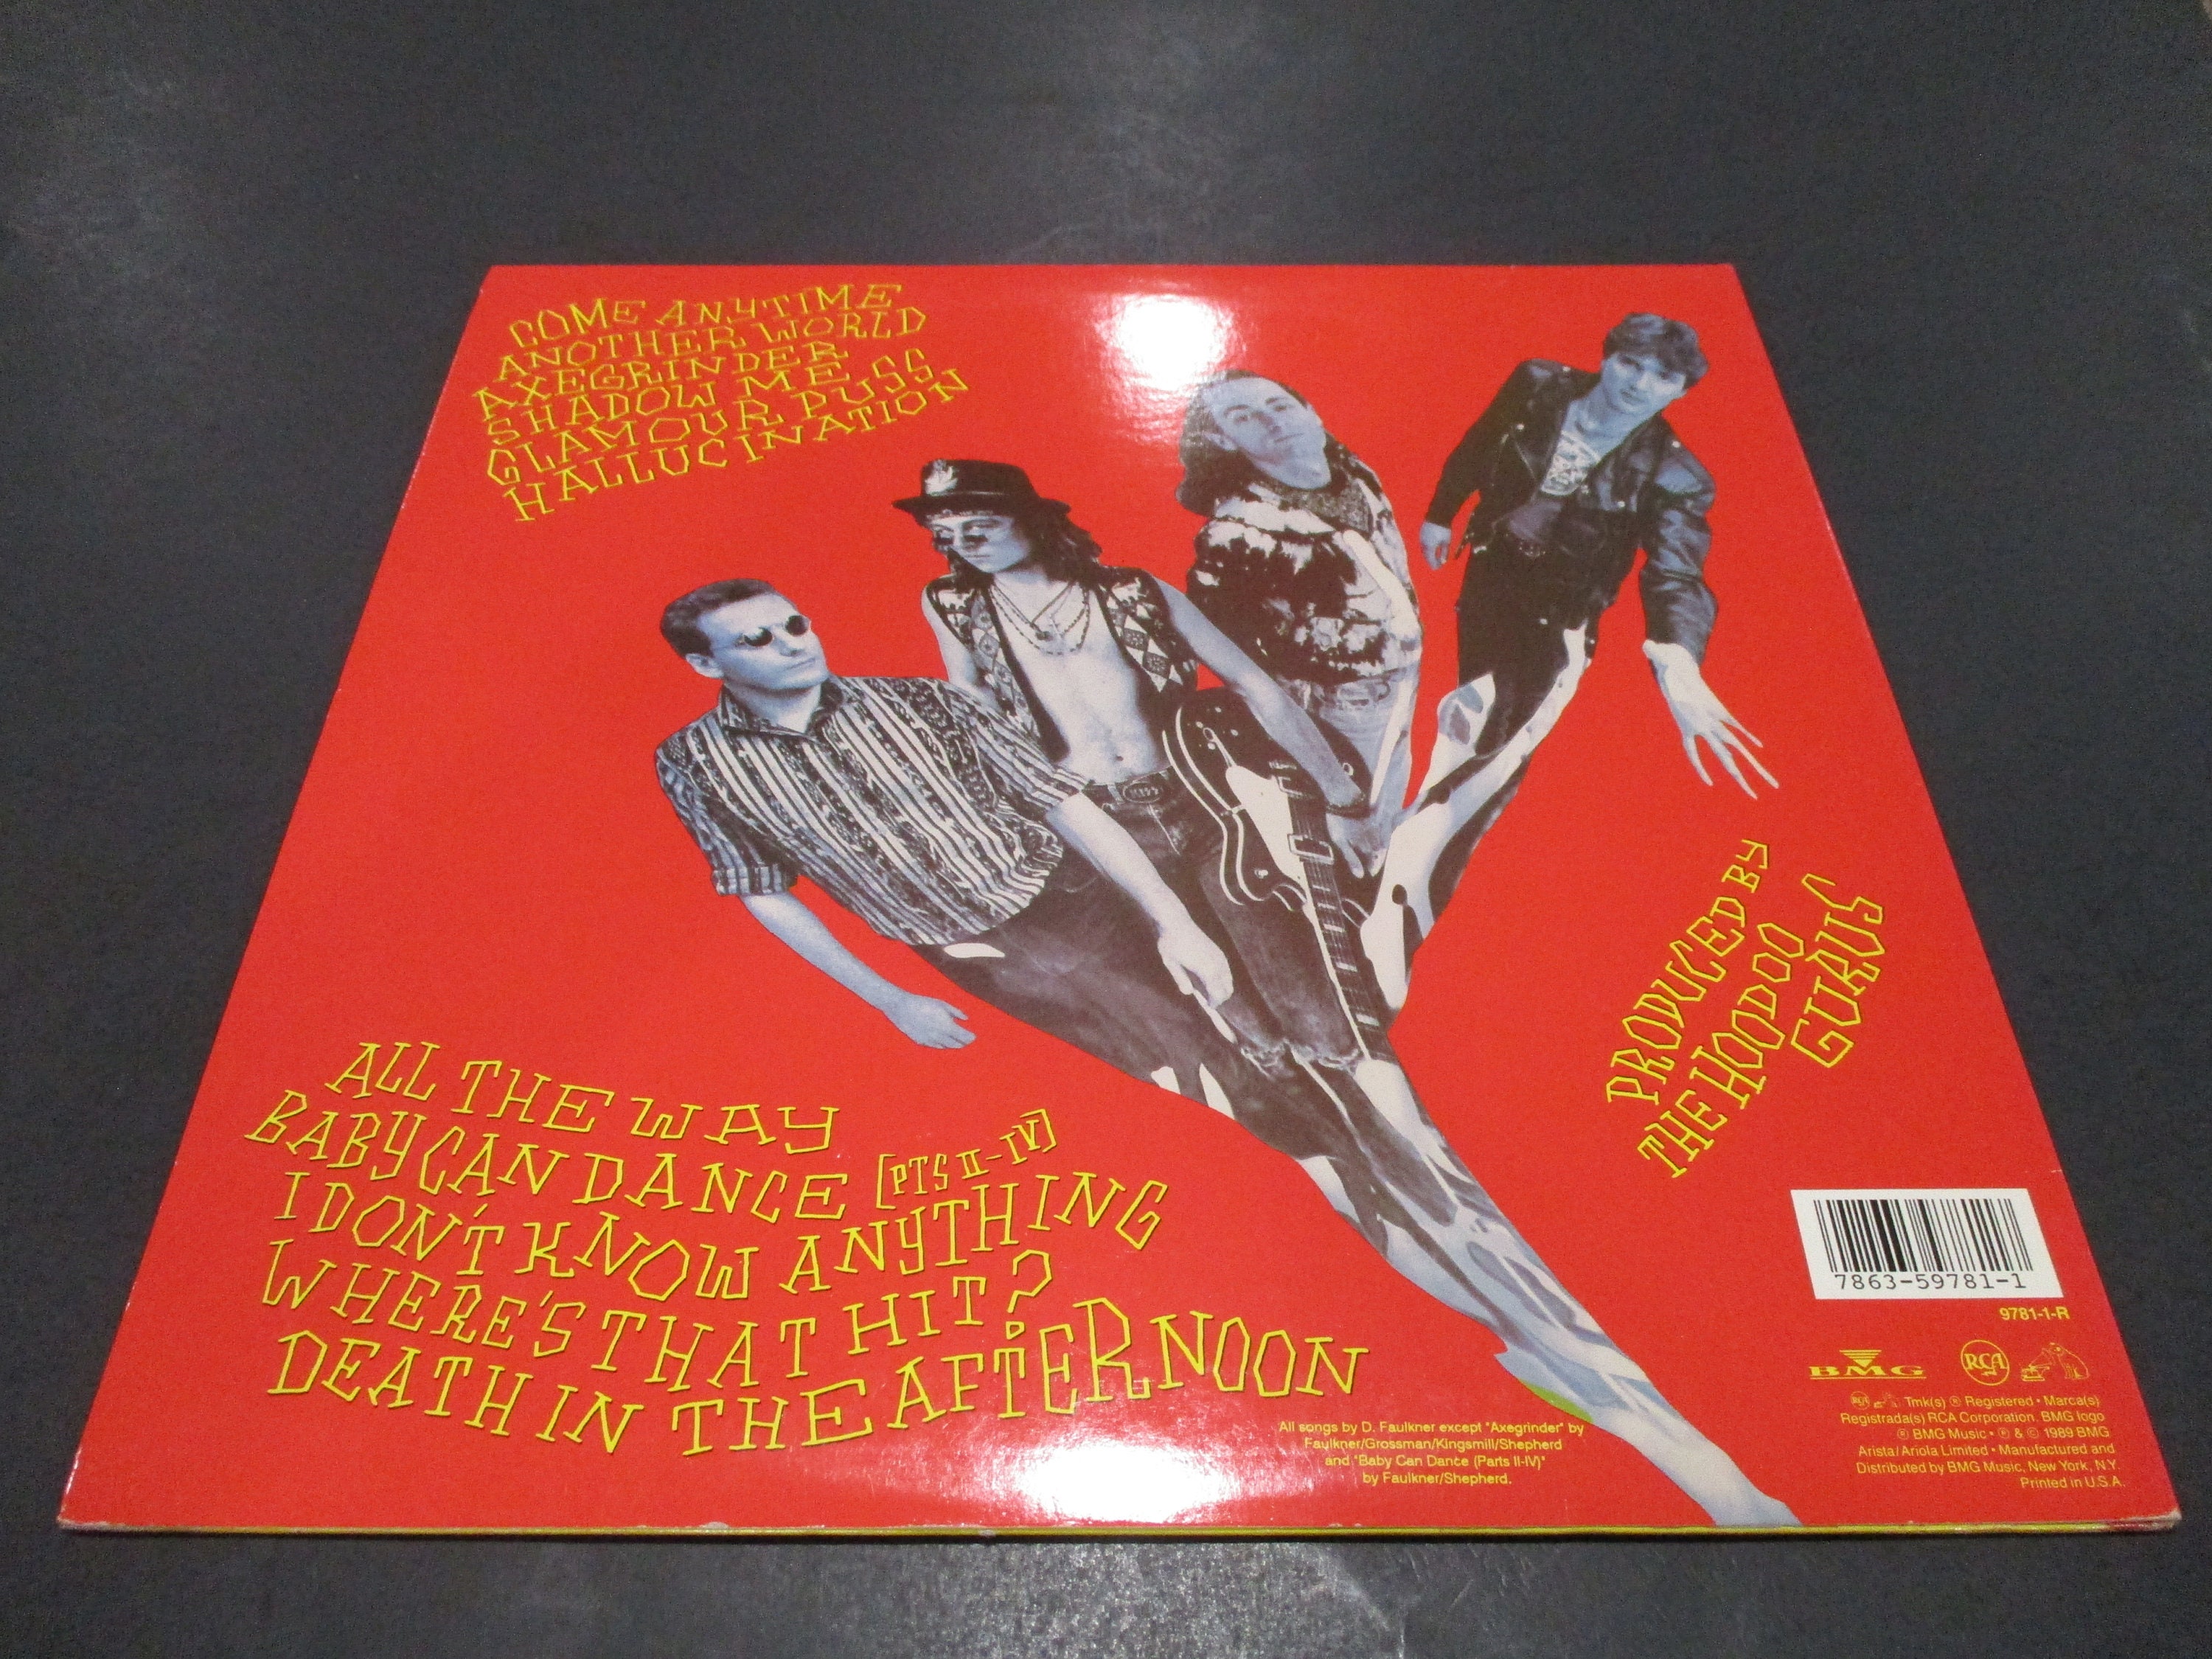 COME ANYTIME
ANOTHER WORLD
AXEGRINDER
SHADOW ME
GLAMOUR PUSS
HALLUCINATION
ALL THE WAY
BABY CAN DANCE (PTS II-IV)
I DON'T KNOW ANYTHING
WHERE'S THAT HIT?
DEATH IN THE AFTERNOON
PRODUCED BY
THE HOODOO
GURUS
7863-59781-1
9781-1-R
BMG
RCA
Tmk(s) ® Registered • Marca(s)
Registrada(s) RCA Corporation. BMG logo
® BMG Music • ℗ & © 1989 BMG
Arista/Ariola Limited • Manufactured and
Distributed by BMG Music, New York, N.Y.
Printed in U.S.A.
All songs by D. Faulkner except "Axegrinder" by
Faulkner/Grossman/Kingsmill/Shepherd
and "Baby Can Dance (Parts II-IV)"
by Faulkner/Shepherd.